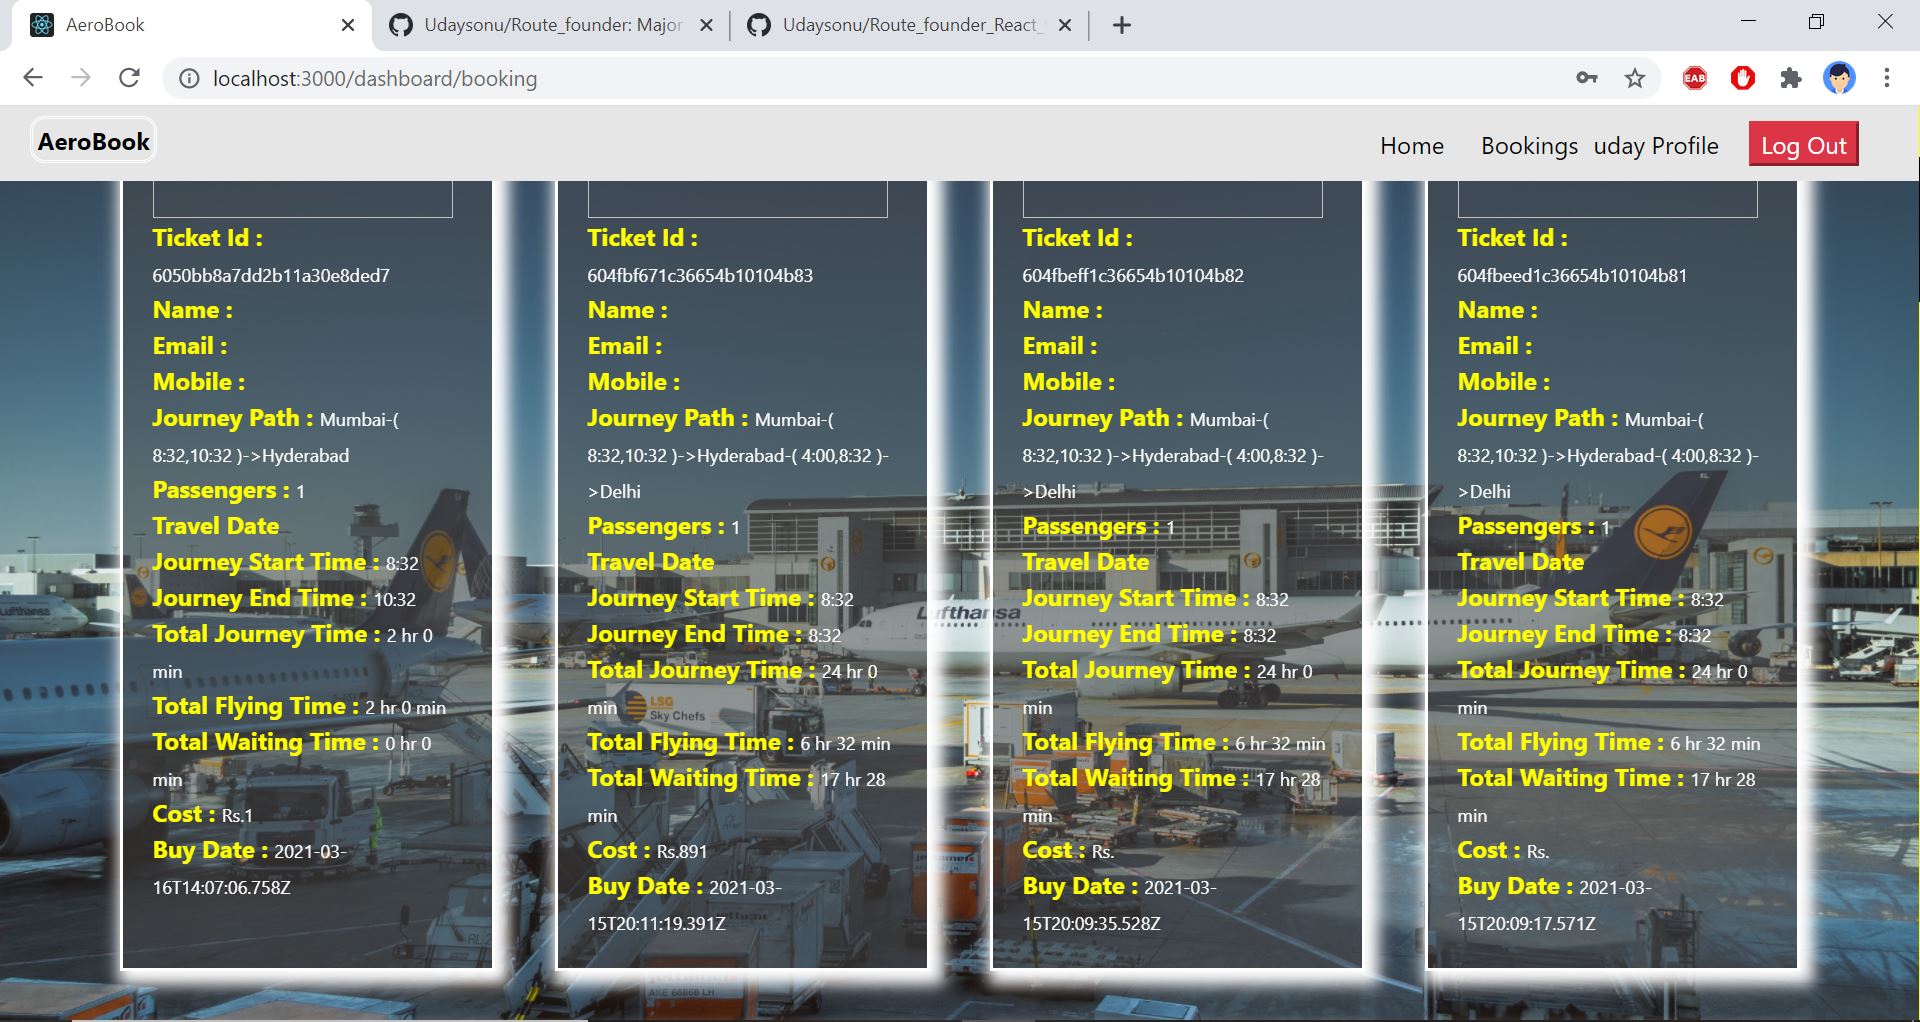 AeroBook
Udaysonu/Route_founder: Major
Udaysonu/Route_founder_React_
localhost:3000/dashboard/booking
EAB
AeroBook
Home Bookings uday Profile Log Out
Ticket Id :
6050bb8a7dd2b11a30e8ded7
Name :
Email :
Mobile :
Journey Path : Mumbai-(
8:32,10:32 )->Hyderabad
Passengers : 1
Travel Date
Journey Start Time : 8:32
Journey End Time : 10:32
Total Journey Time : 2 hr 0
min
Total Flying Time : 2 hr 0 min
Total Waiting Time : 0 hr 0
min
Cost : Rs.1
Buy Date : 2021-03-
16T14:07:06.758Z
Ticket Id :
604fbf671c36654b10104b83
Name :
Email :
Mobile :
Journey Path : Mumbai-(
8:32,10:32 )->Hyderabad-( 4:00,8:32 )-
>Delhi
Passengers : 1
Travel Date
Journey Start Time : 8:32
Journey End Time : 8:32
Total Journey Time : 24 hr 0
min
Total Flying Time : 6 hr 32 min
Total Waiting Time : 17 hr 28
min
Cost : Rs.891
Buy Date : 2021-03-
15T20:11:19.391Z
Ticket Id :
604fbeff1c36654b10104b82
Name :
Email :
Mobile :
Journey Path : Mumbai-(
8:32,10:32 )->Hyderabad-( 4:00,8:32 )-
>Delhi
Passengers : 1
Travel Date
Journey Start Time : 8:32
Journey End Time : 8:32
Total Journey Time : 24 hr 0
min
Total Flying Time : 6 hr 32 min
Total Waiting Time : 17 hr 28
min
Cost : Rs.
Buy Date : 2021-03-
15T20:09:35.528Z
Ticket Id :
604fbeed1c36654b10104b81
Name :
Email :
Mobile :
Journey Path : Mumbai-(
8:32,10:32 )->Hyderabad-( 4:00,8:32 )-
>Delhi
Passengers : 1
Travel Date
Journey Start Time : 8:32
Journey End Time : 8:32
Total Journey Time : 24 hr 0
min
Total Flying Time : 6 hr 32 min
Total Waiting Time : 17 hr 28
min
Cost : Rs.
Buy Date : 2021-03-
15T20:09:17.571Z
Lufthansa
Lufthansa
LSG
Sky Chefs
AKE 66868 LH